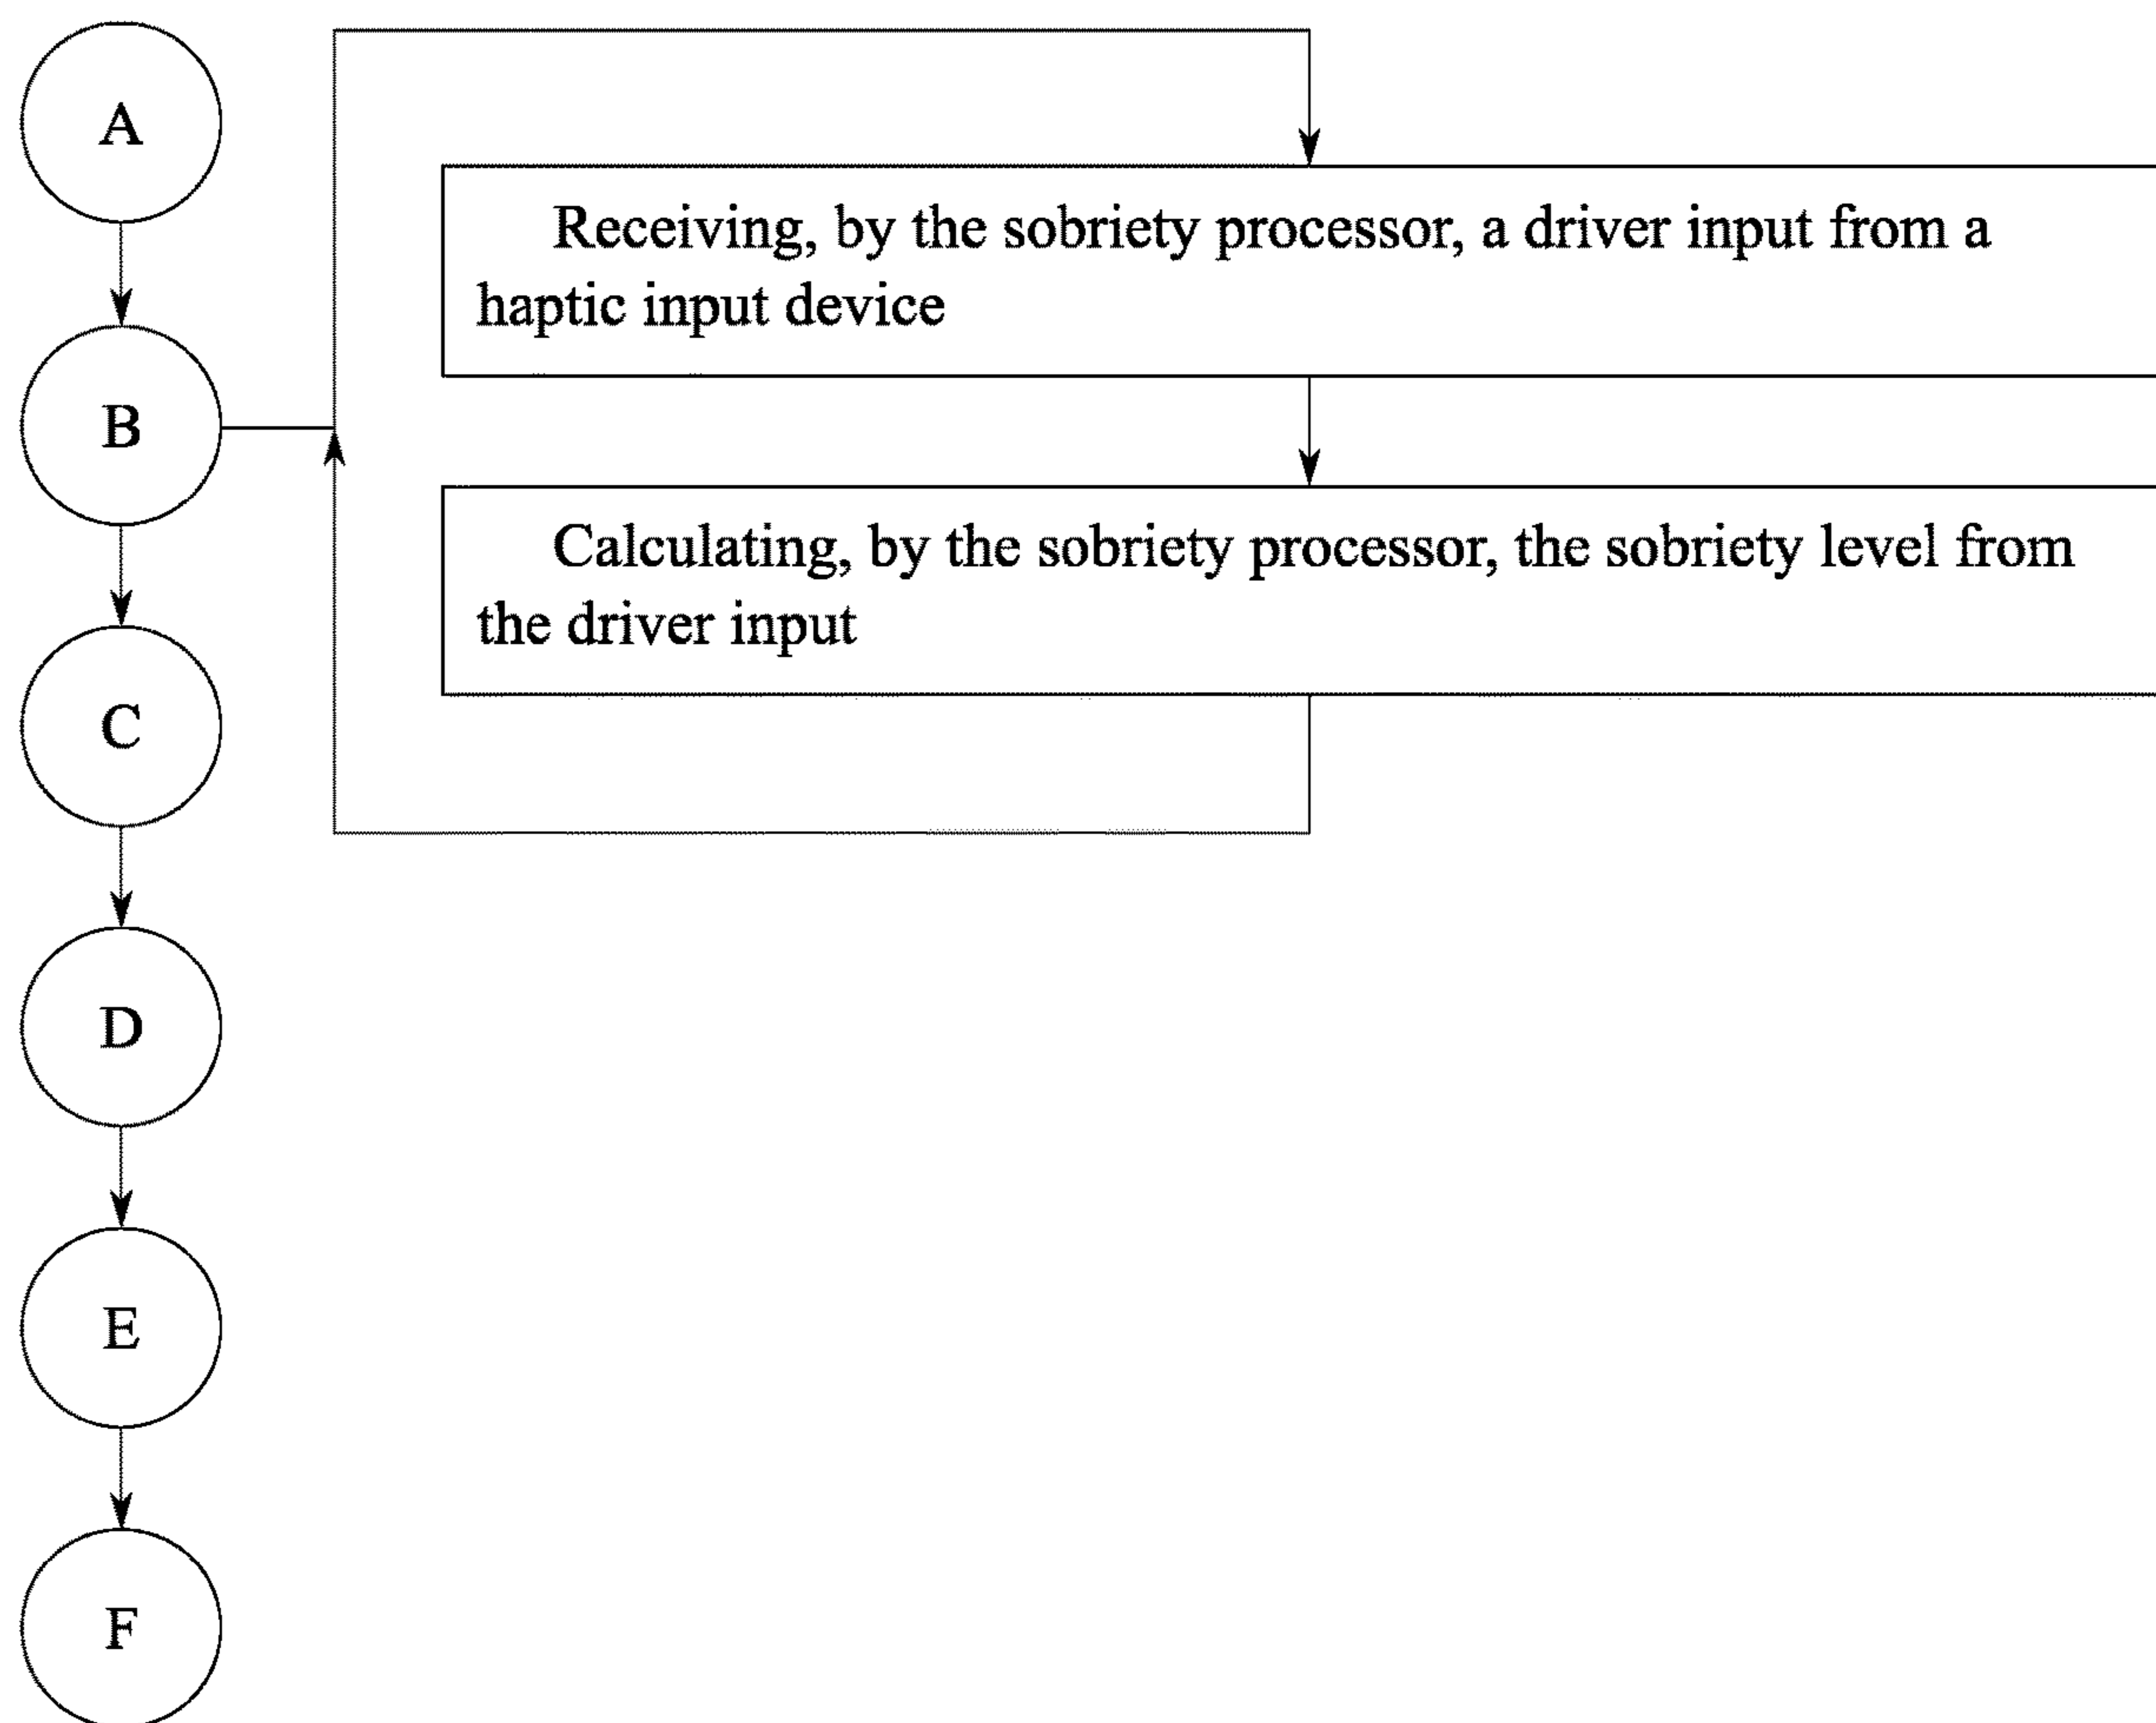 A
Receiving, by the sobriety processor, a driver input from a
haptic input device
B
Calculating, by the sobriety processor, the sobriety level from
the driver input
C
D
E
F